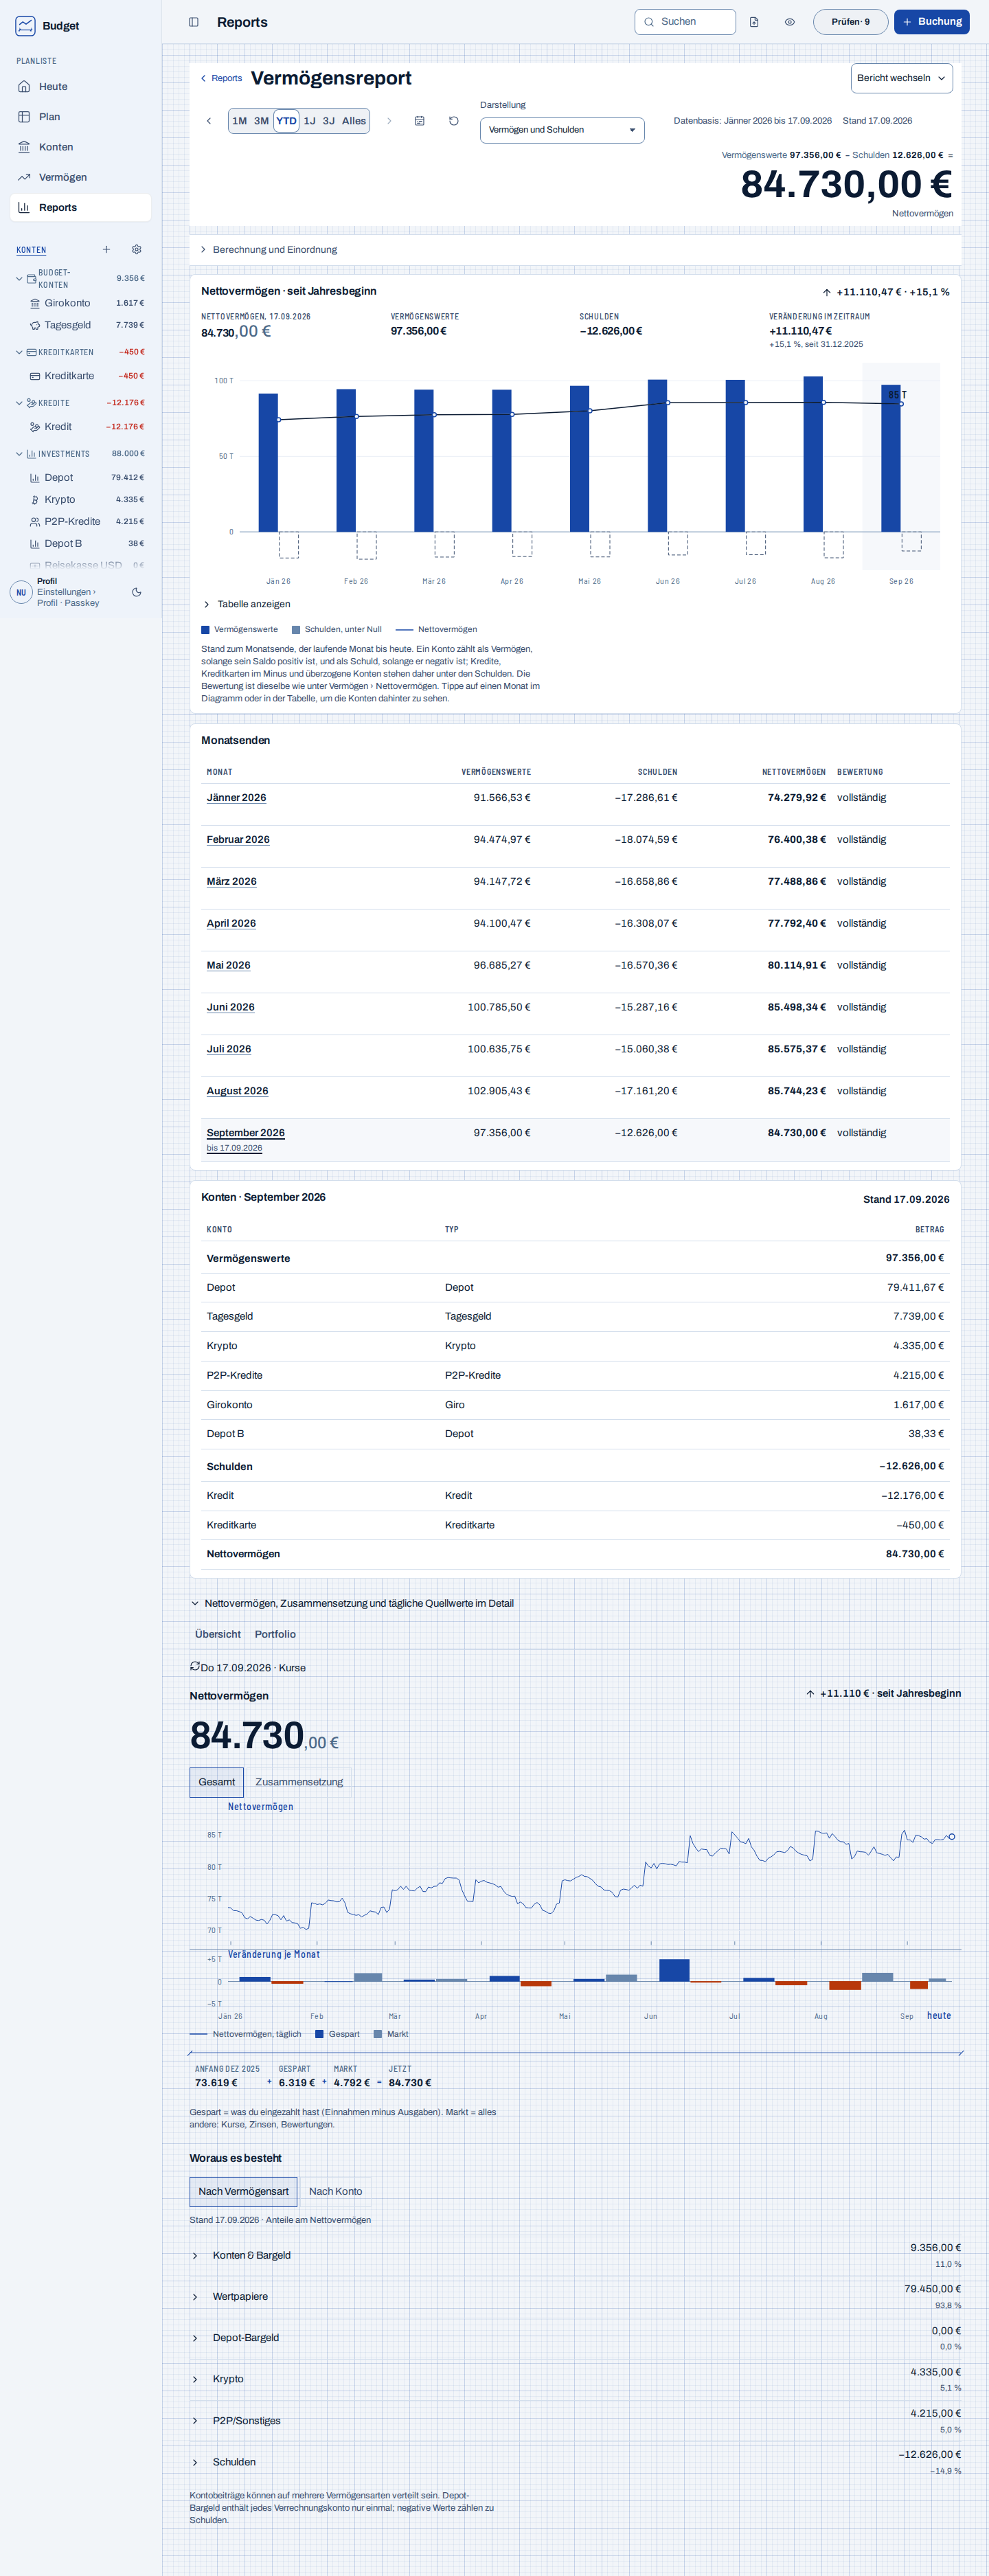 Budget
PLANLISTE
Heute
Plan
Konten
Vermögen
Reports
KONTEN
BUDGET-
KONTEN
9.356 €
Girokonto 1.617 €
Tagesgeld 7.739 €
KREDITKARTEN −450 €
Kreditkarte −450 €
KREDITE −12.176 €
Kredit −12.176 €
INVESTMENTS 88.000 €
Depot 79.412 €
Krypto 4.335 €
P2P-Kredite 4.215 €
Depot B 38 €
Reisekasse USD 0 €
NU
Profil
Einstellungen ›
Profil · Passkey
Reports
Suchen
Prüfen · 9
Buchung
Reports Vermögensreport
Bericht wechseln
1M 3M YTD 1J 3J Alles
Darstellung
Vermögen und Schulden
Datenbasis: Jänner 2026 bis 17.09.2026 Stand 17.09.2026
Vermögenswerte 97.356,00 € − Schulden 12.626,00 € =
84.730,00 €
Nettovermögen
Berechnung und Einordnung
Nettovermögen · seit Jahresbeginn
+11.110,47 € · +15,1 %
NETTOVERMÖGEN, 17.09.2026 VERMÖGENSWERTE SCHULDEN VERÄNDERUNG IM ZEITRAUM
84.730,00 € 97.356,00 € −12.626,00 € +11.110,47 €
+15,1 %, seit 31.12.2025
100 T
50 T
0
85 T
Jän 26 Feb 26 Mär 26 Apr 26 Mai 26 Jun 26 Jul 26 Aug 26 Sep 26
Tabelle anzeigen
Vermögenswerte Schulden, unter Null Nettovermögen
Stand zum Monatsende, der laufende Monat bis heute. Ein Konto zählt als Vermögen,
solange sein Saldo positiv ist, und als Schuld, solange er negativ ist; Kredite,
Kreditkarten im Minus und überzogene Konten stehen daher unter den Schulden. Die
Bewertung ist dieselbe wie unter Vermögen › Nettovermögen. Tippe auf einen Monat im
Diagramm oder in der Tabelle, um die Konten dahinter zu sehen.
Monatsenden
MONAT VERMÖGENSWERTE SCHULDEN NETTOVERMÖGEN BEWERTUNG
Jänner 2026 91.566,53 € −17.286,61 € 74.279,92 € vollständig
Februar 2026 94.474,97 € −18.074,59 € 76.400,38 € vollständig
März 2026 94.147,72 € −16.658,86 € 77.488,86 € vollständig
April 2026 94.100,47 € −16.308,07 € 77.792,40 € vollständig
Mai 2026 96.685,27 € −16.570,36 € 80.114,91 € vollständig
Juni 2026 100.785,50 € −15.287,16 € 85.498,34 € vollständig
Juli 2026 100.635,75 € −15.060,38 € 85.575,37 € vollständig
August 2026 102.905,43 € −17.161,20 € 85.744,23 € vollständig
September 2026 97.356,00 € −12.626,00 € 84.730,00 € vollständig
bis 17.09.2026
Konten · September 2026
Stand 17.09.2026
KONTO TYP BETRAG
Vermögenswerte 97.356,00 €
Depot Depot 79.411,67 €
Tagesgeld Tagesgeld 7.739,00 €
Krypto Krypto 4.335,00 €
P2P-Kredite P2P-Kredite 4.215,00 €
Girokonto Giro 1.617,00 €
Depot B Depot 38,33 €
Schulden −12.626,00 €
Kredit Kredit −12.176,00 €
Kreditkarte Kreditkarte −450,00 €
Nettovermögen 84.730,00 €
Nettovermögen, Zusammensetzung und tägliche Quellwerte im Detail
Übersicht Portfolio
Do 17.09.2026 · Kurse
Nettovermögen
+11.110 € · seit Jahresbeginn
84.730,00 €
Gesamt Zusammensetzung
Nettovermögen
85 T
80 T
75 T
70 T
Veränderung je Monat
+5 T
0
−5 T
Jän 26 Feb Mär Apr Mai Jun Jul Aug Sep heute
Nettovermögen, täglich Gespart Markt
ANFANG DEZ 2025 GESPART MARKT JETZT
73.619 € + 6.319 € + 4.792 € = 84.730 €
Gespart = was du eingezahlt hast (Einnahmen minus Ausgaben). Markt = alles
andere: Kurse, Zinsen, Bewertungen.
Woraus es besteht
Nach Vermögensart Nach Konto
Stand 17.09.2026 · Anteile am Nettovermögen
Konten & Bargeld 9.356,00 €
11,0 %
Wertpapiere 79.450,00 €
93,8 %
Depot-Bargeld 0,00 €
0,0 %
Krypto 4.335,00 €
5,1 %
P2P/Sonstiges 4.215,00 €
5,0 %
Schulden −12.626,00 €
−14,9 %
Kontobeiträge können auf mehrere Vermögensarten verteilt sein. Depot-
Bargeld enthält jedes Verrechnungskonto nur einmal; negative Werte zählen zu
Schulden.